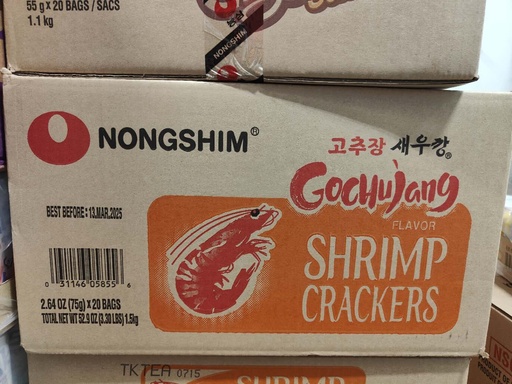 55 g x 20 BAGS / SACS
1.1 kg
NONGSHIM
NONGSHIM®
고추장 새우깡®
Gochujang
FLAVOR
SHRIMP
CRACKERS
BEST BEFORE: 13.MAR.2025
0 31146 05855 6
2.64 OZ (75g) x 20 BAGS
TOTAL NET WT 52.9 OZ (3.30 LBS) 1.5kg
TKTEA 0715
SHRIMP